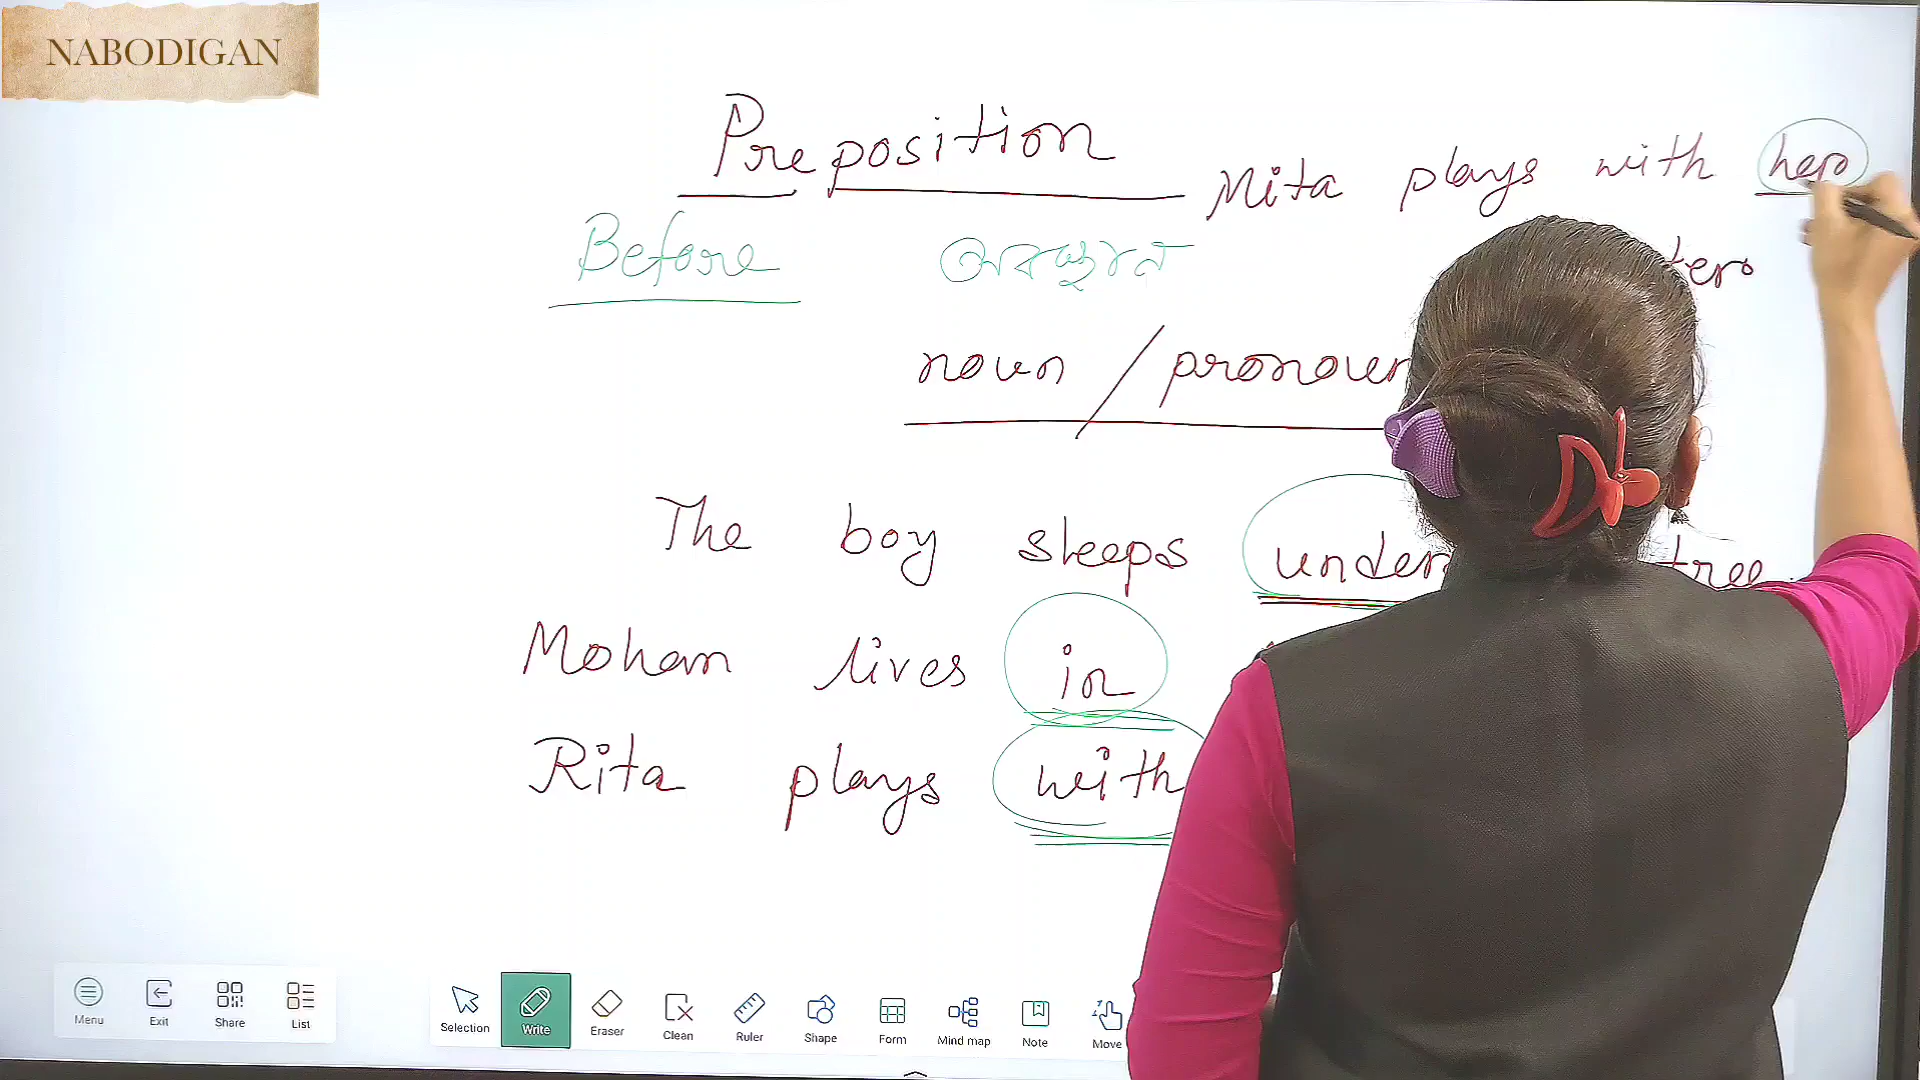 NABODIGAN
Preposition
Mita plays with her
Before অবস্থান
noun / pronoun
The boy sleeps under tree.
Mohan lives in
Rita plays with
Menu Exit Share List Selection Write Eraser Clean Ruler Shape Form Mind map Note Move